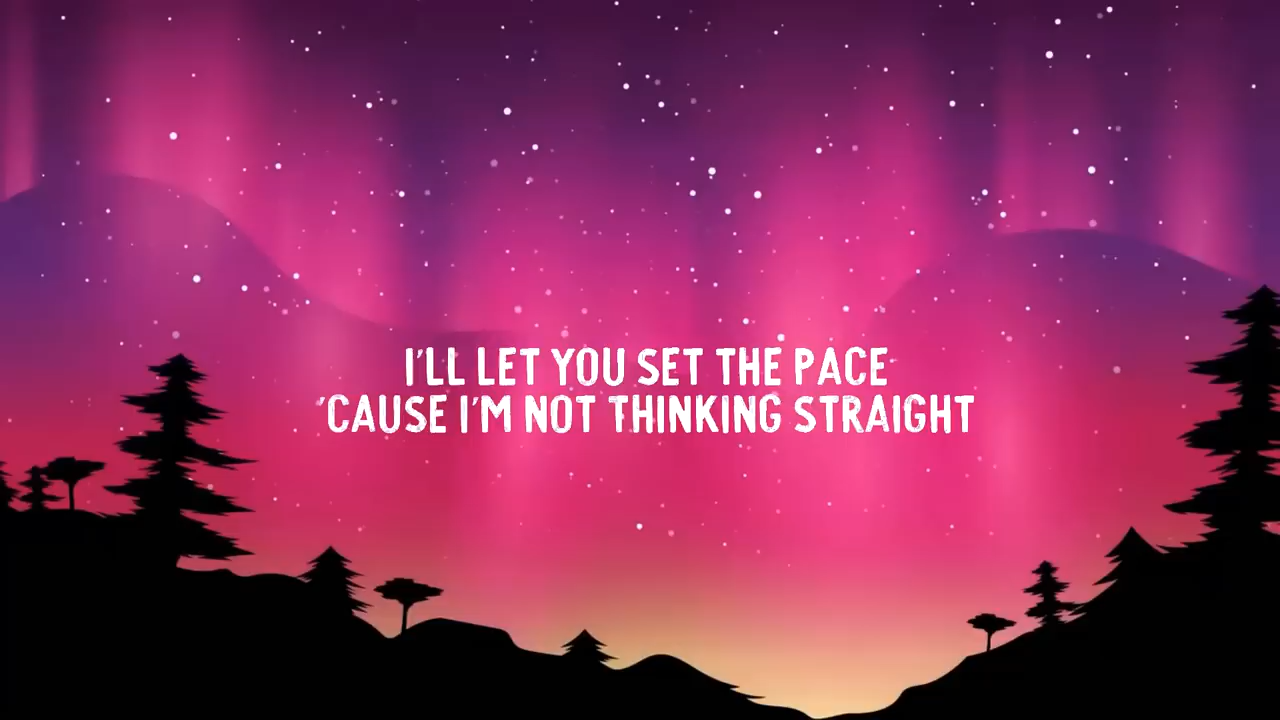 I'LL LET YOU SET THE PACE
'CAUSE I'M NOT THINKING STRAIGHT